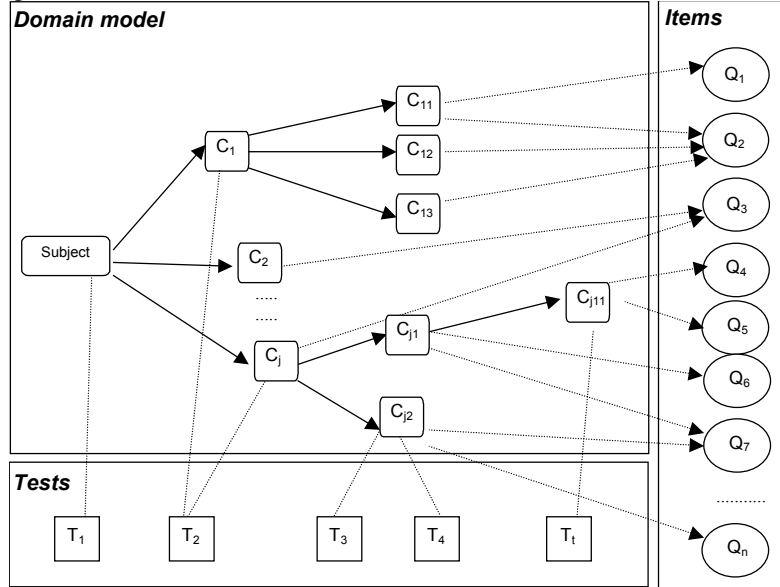 Domain model
Items
C11
Q1
C1
C12
Q2
C13
Q3
Subject
C2
Q4
.....
.....
Cj11
Cj1
Q5
Cj
Q6
Cj2
Q7
Tests
............
T1
T2
T3
T4
Tt
Qn